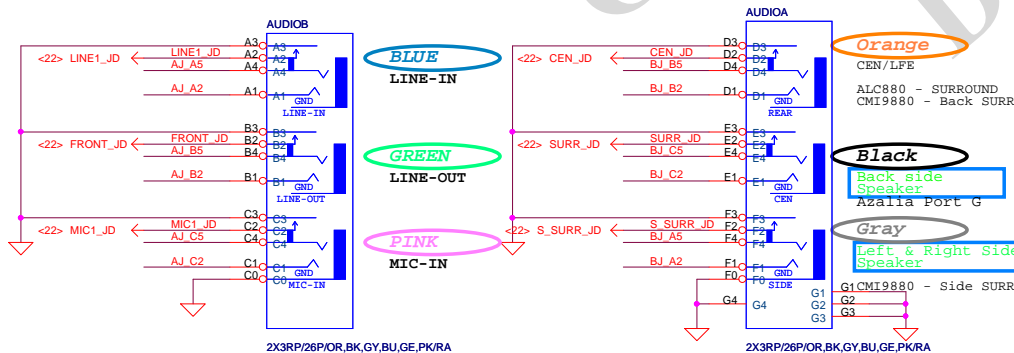 AUDIOB
A3
A3
<22> LINE1_JD
LINE1_JD
A2
A2
AJ_A5
A4
A4
AJ_A2
A1
A1
GND
LINE-IN
BLUE
LINE-IN
B3
B3
<22> FRONT_JD
FRONT_JD
B2
B2
AJ_B5
B4
B4
AJ_B2
B1
B1
GND
LINE-OUT
GREEN
LINE-OUT
C3
C3
<22> MIC1_JD
MIC1_JD
C2
C2
AJ_C5
C4
C4
AJ_C2
C1
C1
C0
C0
GND
MIC-IN
PINK
MIC-IN
2X3RP/26P/OR,BK,GY,BU,GE,PK/RA
AUDIOA
D3
D3
<22> CEN_JD
CEN_JD
D2
D2
BJ_B5
D4
D4
BJ_B2
D1
D1
GND
REAR
Orange
CEN/LFE
ALC880 - SURROUND
CMI9880 - Back SURR
E3
E3
<22> SURR_JD
SURR_JD
E2
E2
BJ_C5
E4
E4
BJ_C2
E1
E1
GND
CEN
Black
Back side
Speaker
Azalia Port G
F3
F3
<22> S_SURR_JD
S_SURR_JD
F2
F2
BJ_A5
F4
F4
BJ_A2
F1
F1
F0
F0
GND
SIDE
Gray
Left & Right Side
Speaker
CMI9880 - Side SURR
G4
G4
G1
G1
G2
G2
G3
G3
2X3RP/26P/OR,BK,GY,BU,GE,PK/RA